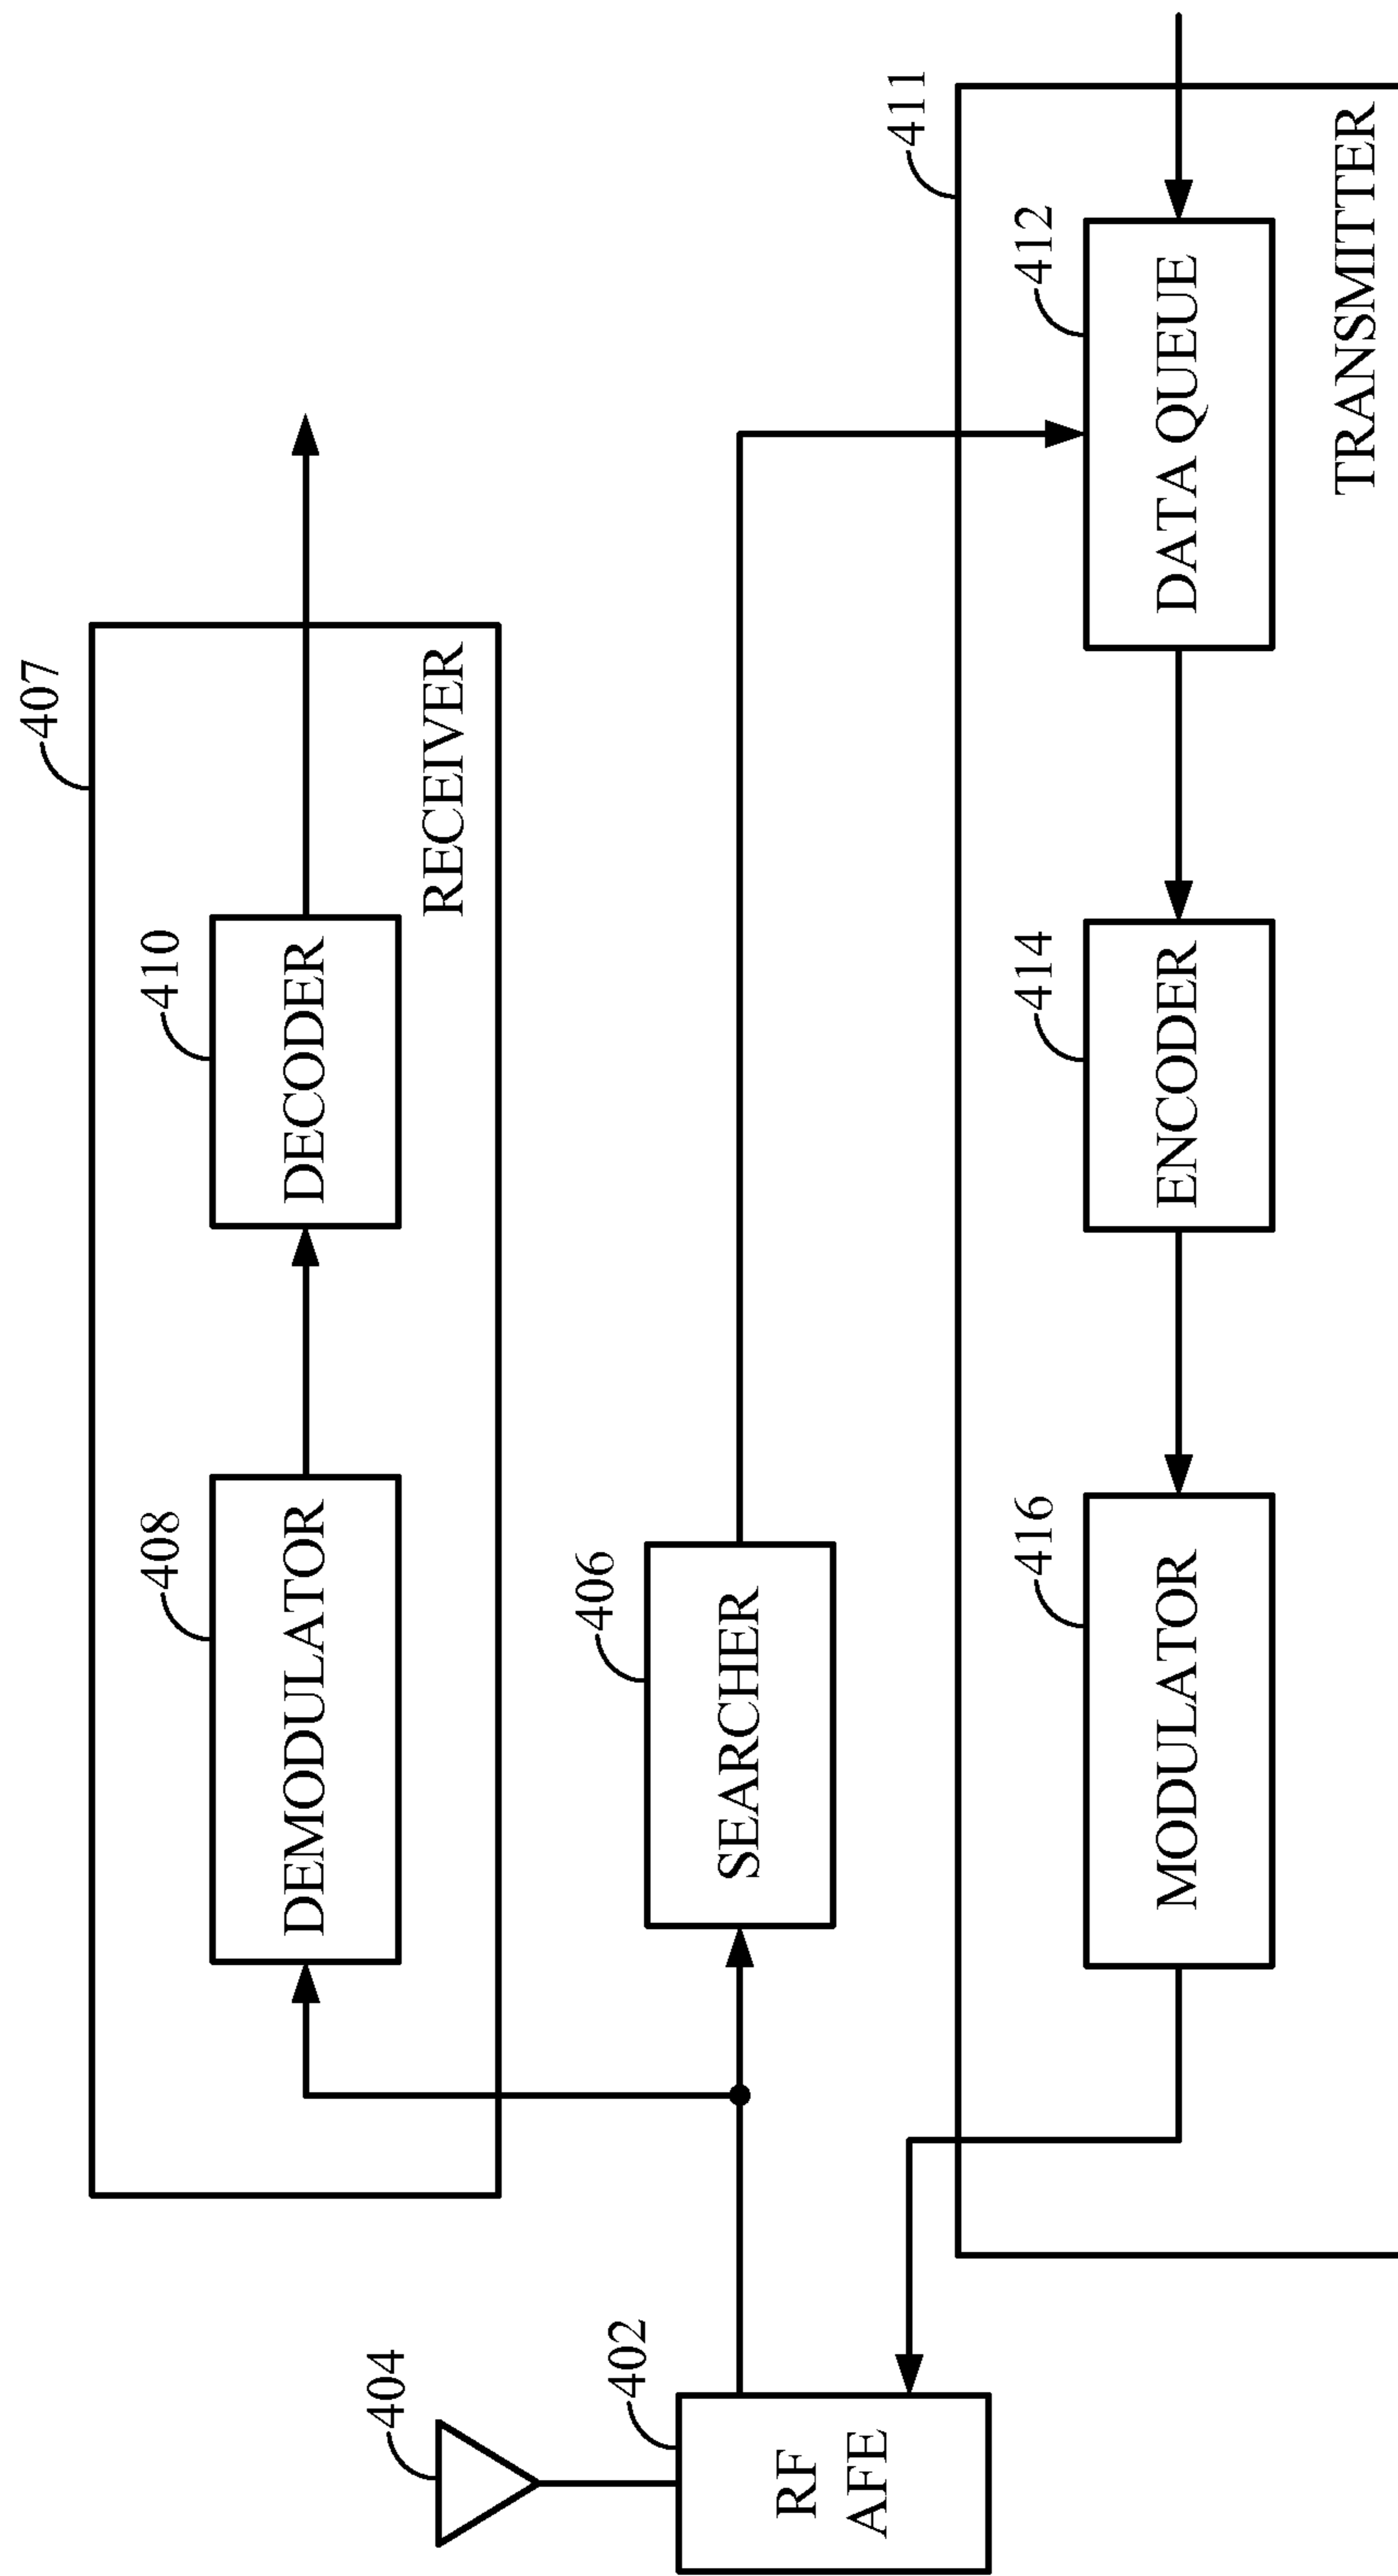 407
408
DEMODULATOR
410
DECODER
RECEIVER
404
402
RF
AFE
406
SEARCHER
411
416
MODULATOR
414
ENCODER
412
DATA QUEUE
TRANSMITTER